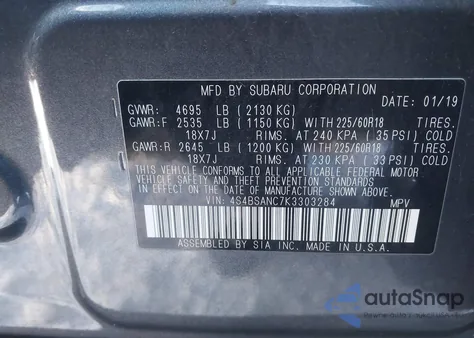 MFD BY SUBARU CORPORATION
GVWR: 4695 LB (2130 KG) DATE: 01/19
GAWR:F 2535 LB (1150 KG) WITH 225/60R18 TIRES.
18X7J RIMS. AT 240 KPA (35 PSI) COLD
GAWR:R 2645 LB (1200 KG) WITH 225/60R18 TIRES.
18X7J RIMS. AT 230 KPA (33 PSI) COLD
THIS VEHICLE CONFORMS TO ALL APPLICABLE FEDERAL MOTOR
VEHICLE SAFETY STANDARDS IN EFFECT
ON THE DATE OF MANUFACTURE SHOWN ABOVE.
VIN: 4S4BSANC7K3303284 MPV
ASSEMBLED BY SIA INC. MADE IN U.S.A.
autoSnap